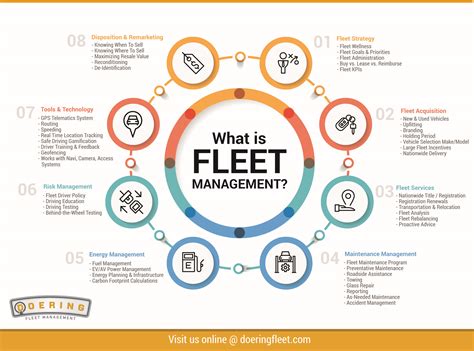 What is
FLEET
MANAGEMENT?
01
Fleet Strategy
- Fleet Wellness
- Fleet Goals & Objectives
- Fleet Administration
- Buy vs. Lease vs. Reimburse
- Fleet KPIs
02
Fleet Acquisition
- New & Used Vehicles
- Upfitting
- Branding
- Holding Period
- Vehicle Selection Make/Model
- Large Fleet Incentives
- Nationwide Delivery
03
Fleet Services
- Nationwide Title / Registration
- Registration Renewals
- Transportation & Relocation
- Fleet Analysis
- Fleet Rebalancing
- Proactive Advice
04
Maintenance Management
- Fleet Maintenance Program
- Preventative Maintenance
- Roadside Assistance
- Towing
- Glass Repair
- Reporting
- As Needed Maintenance
- Accident Management
05
Energy Management
- Fuel Management
- EV/AV Power Management
- Energy Planning & Infrastructure
- Carbon Footprint Calculations
06
Risk Management
- Fleet Driver Policy
- Driving Education
- Driving Testing
- Behind-the-Wheel Testing
07
Tools & Technology
- GPS Telematics System
- Routing
- Speeding
- Real Time Location Tracking
- Safe Driving Gamification
- Driver Training & Feedback
- Geofencing
- Works with Navi, Camera, Access
Systems
08
Disposition & Remarketing
- Knowing When To Sell
- Knowing Where To Sell
- Maximizing Resale Value
- Reconditioning
- De-identification
DOERING
FLEET MANAGEMENT
Visit us online @ doeringfleet.com